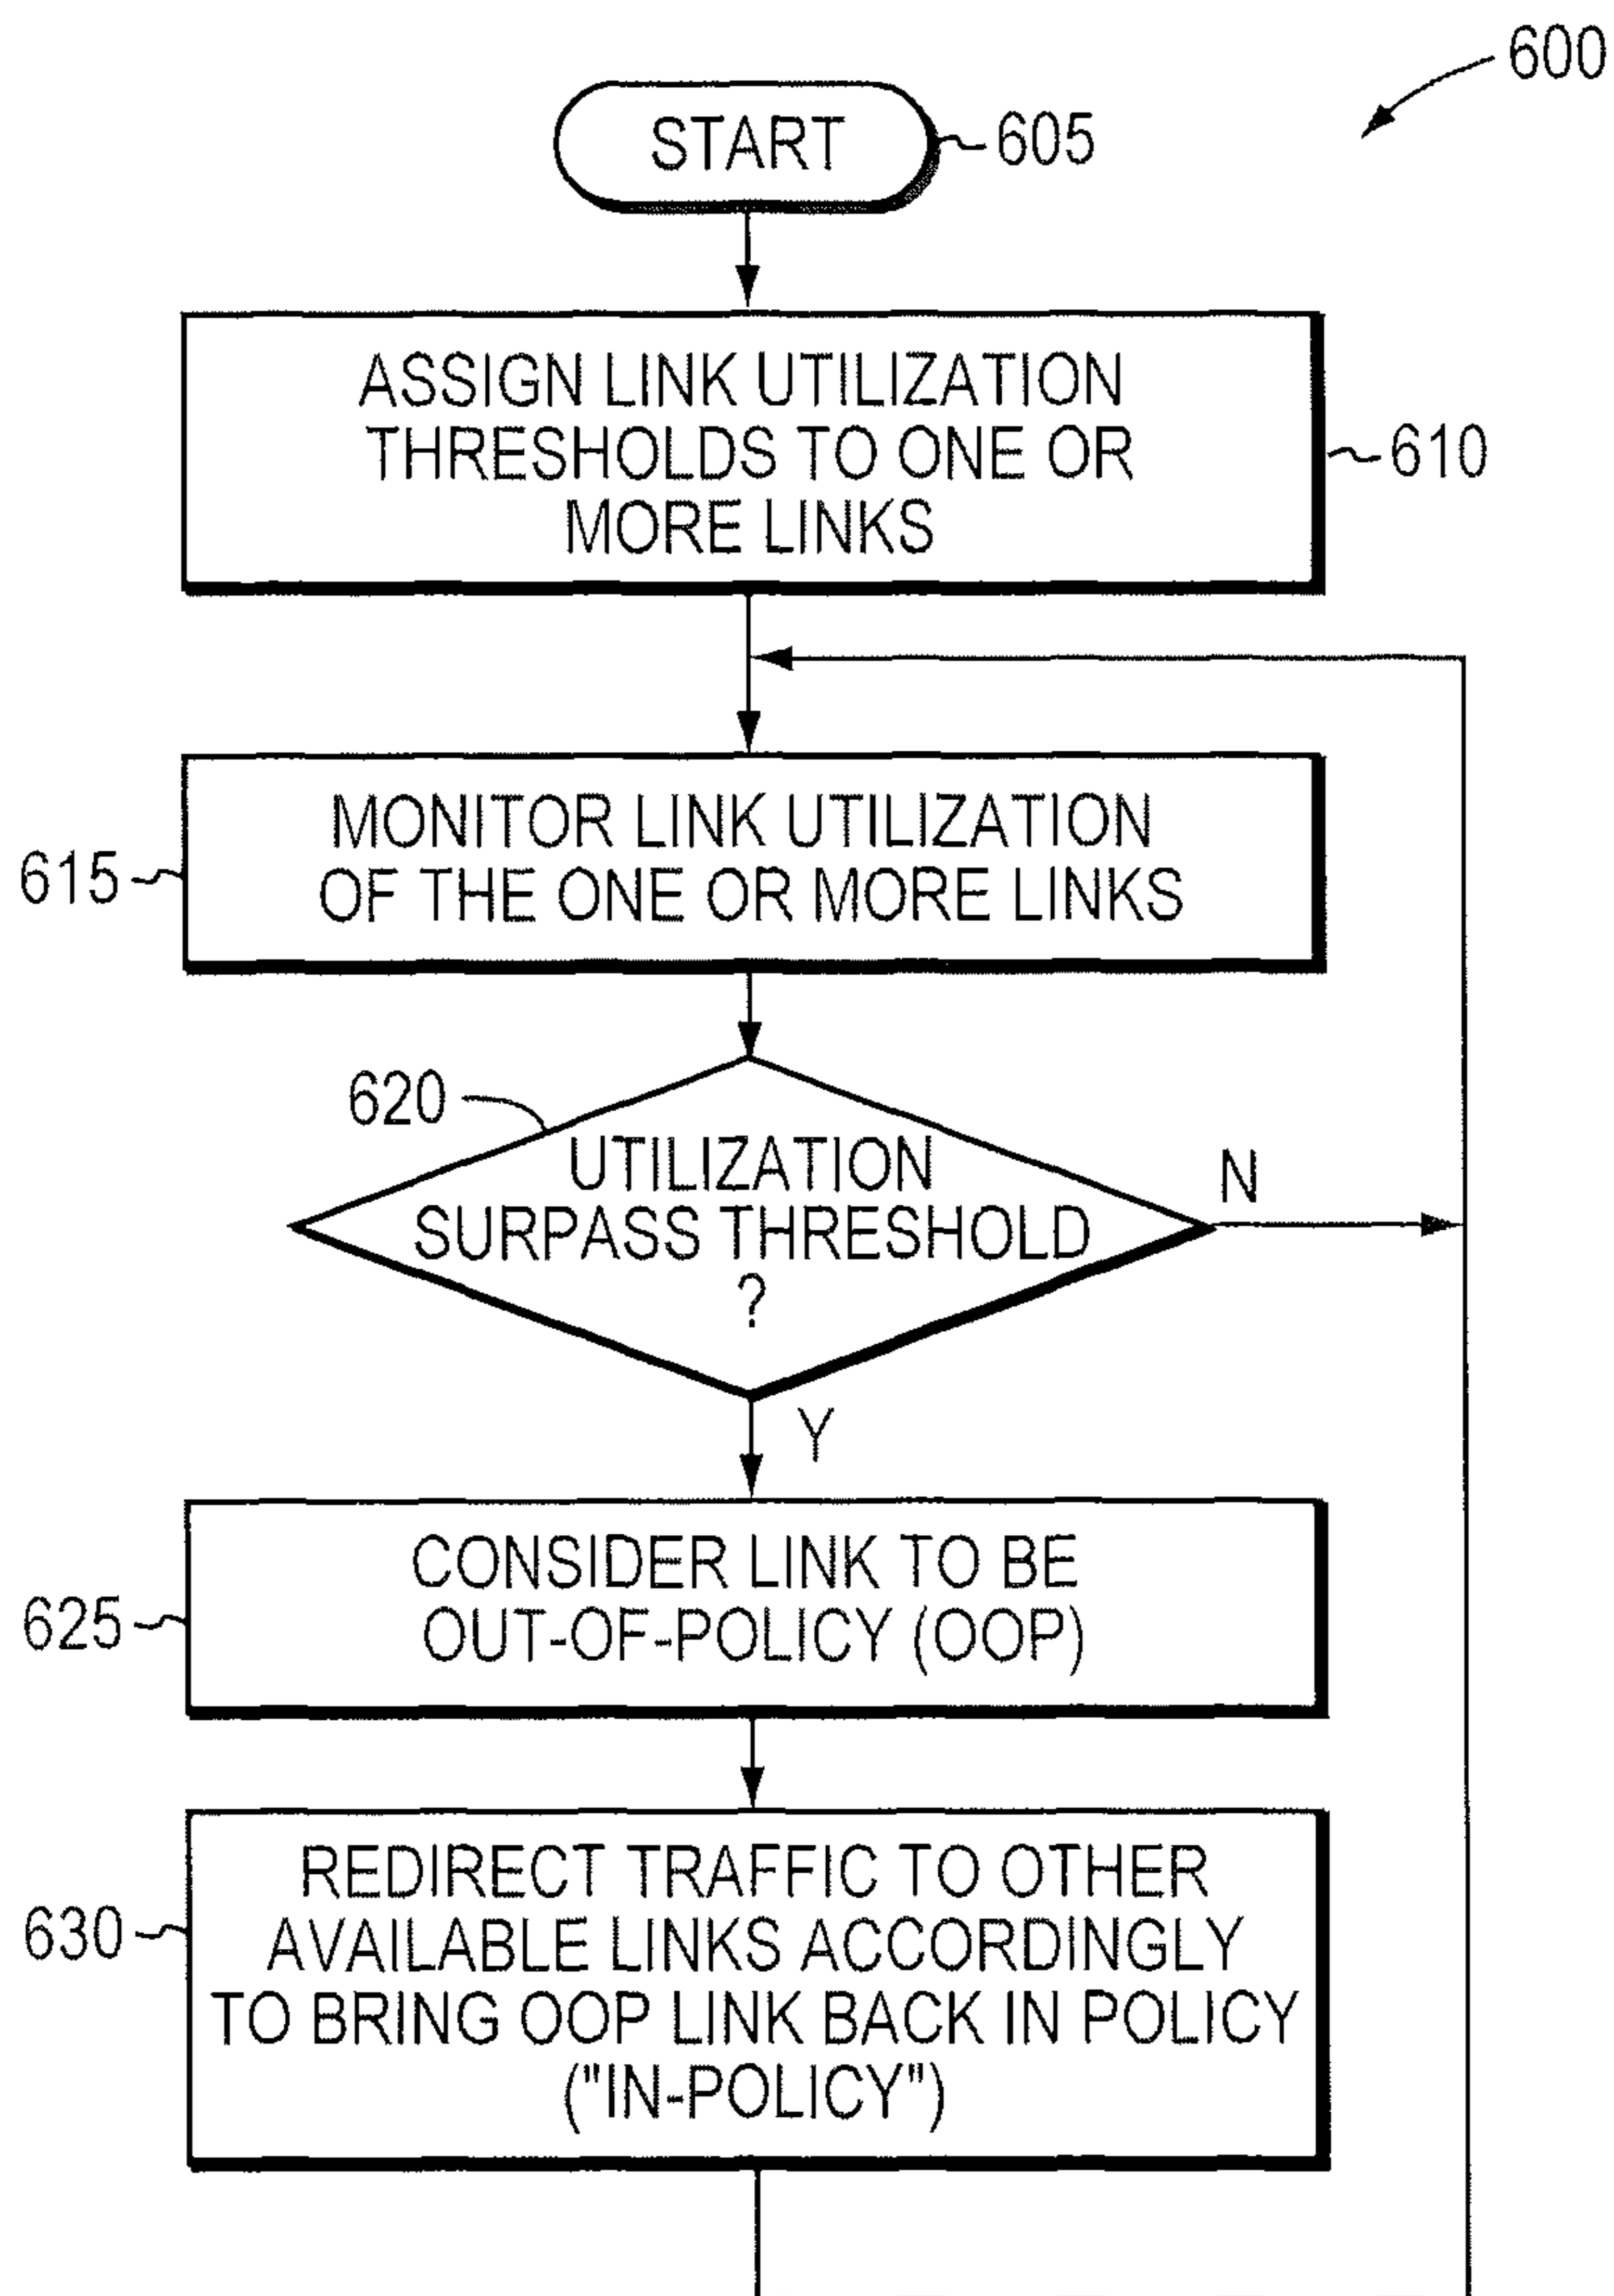 600
START
605
ASSIGN LINK UTILIZATION
THRESHOLDS TO ONE OR
MORE LINKS
610
MONITOR LINK UTILIZATION
OF THE ONE OR MORE LINKS
615
620
UTILIZATION
SURPASS THRESHOLD
?
N
Y
CONSIDER LINK TO BE
OUT-OF-POLICY (OOP)
625
REDIRECT TRAFFIC TO OTHER
AVAILABLE LINKS ACCORDINGLY
TO BRING OOP LINK BACK IN POLICY
("IN-POLICY")
630